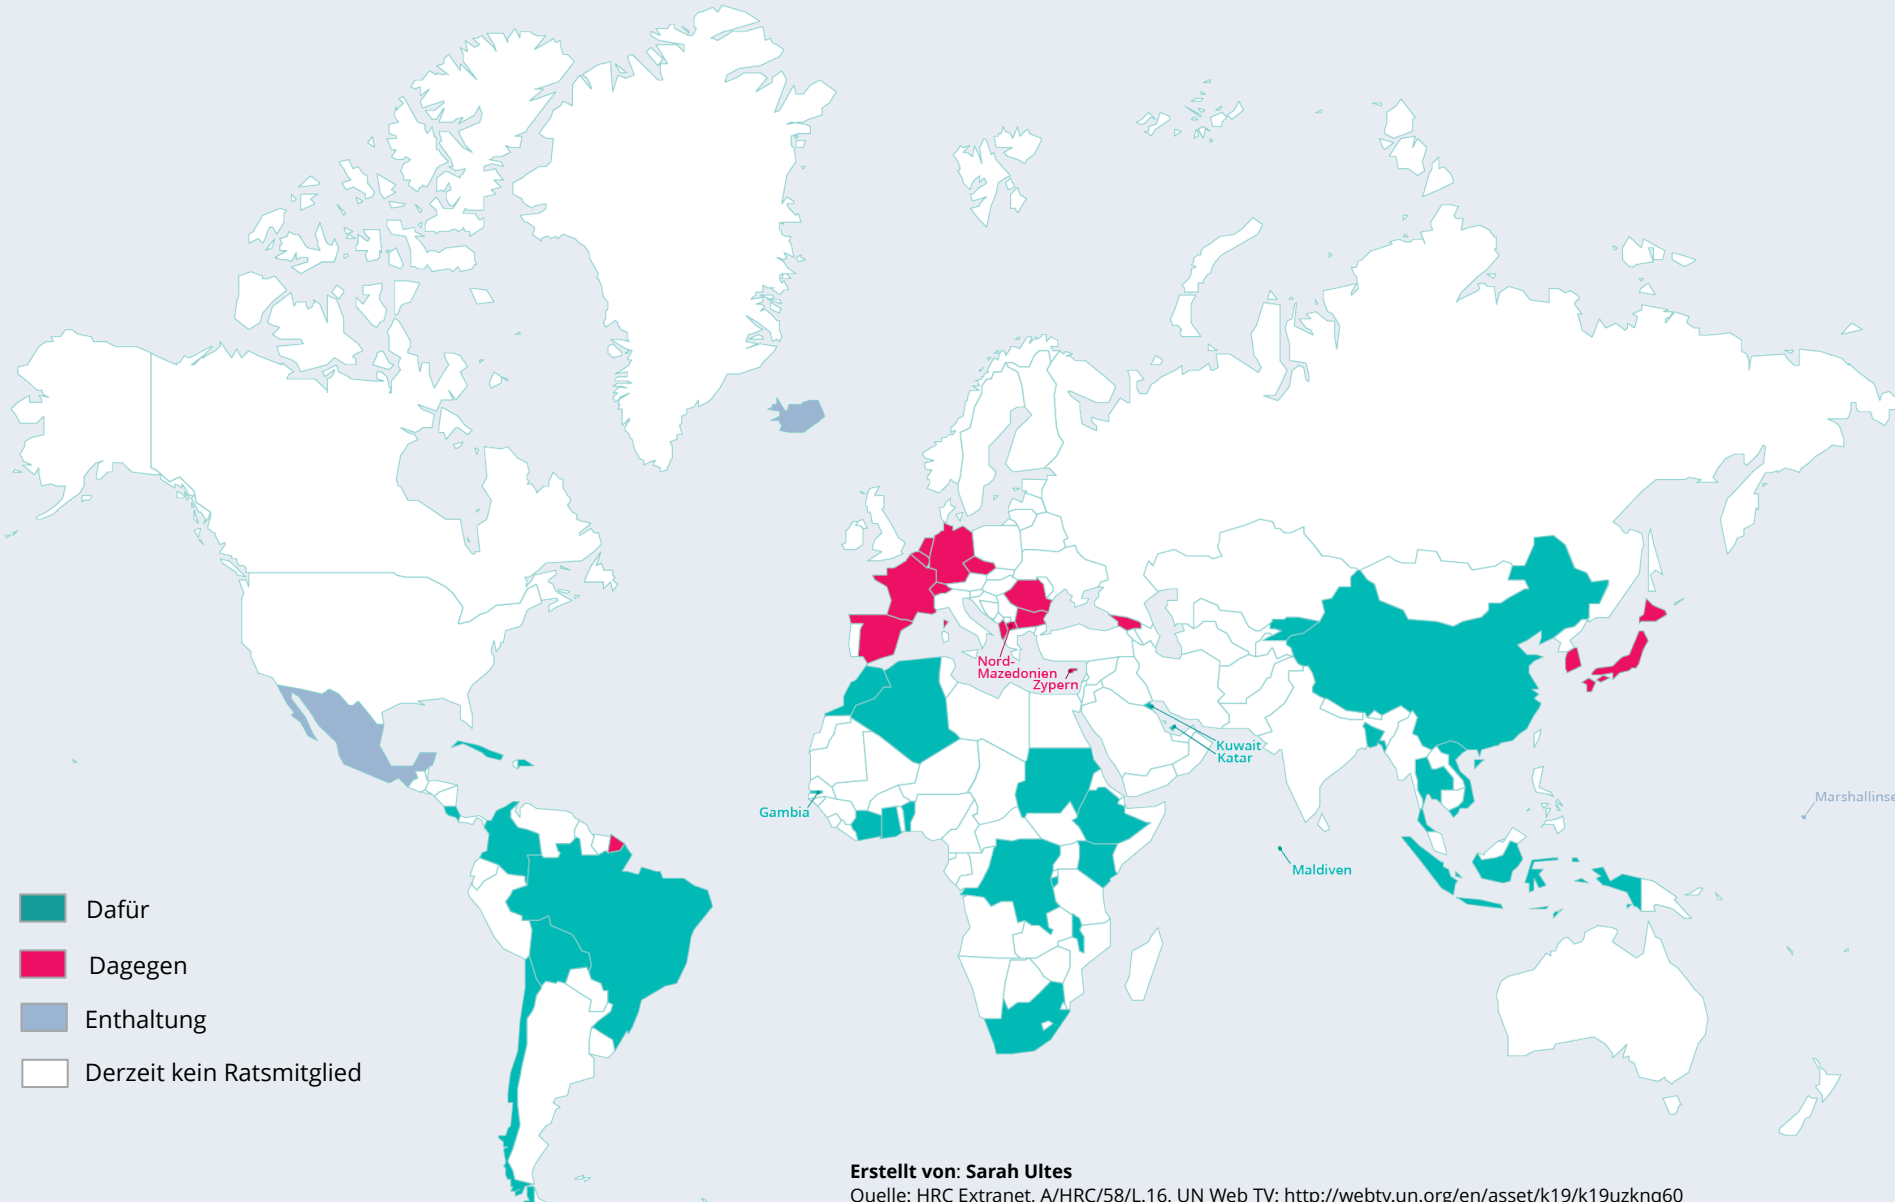 Nord-
Mazedonien
Zypern
Kuwait
Katar
Gambia
Marshallinse
Maldiven
Dafür
Dagegen
Enthaltung
Derzeit kein Ratsmitglied
Erstellt von: Sarah Ultes
Quelle: HRC Extranet, A/HRC/58/L.16, UN Web TV: http://webtv.un.org/en/asset/k19/k19uzknq60